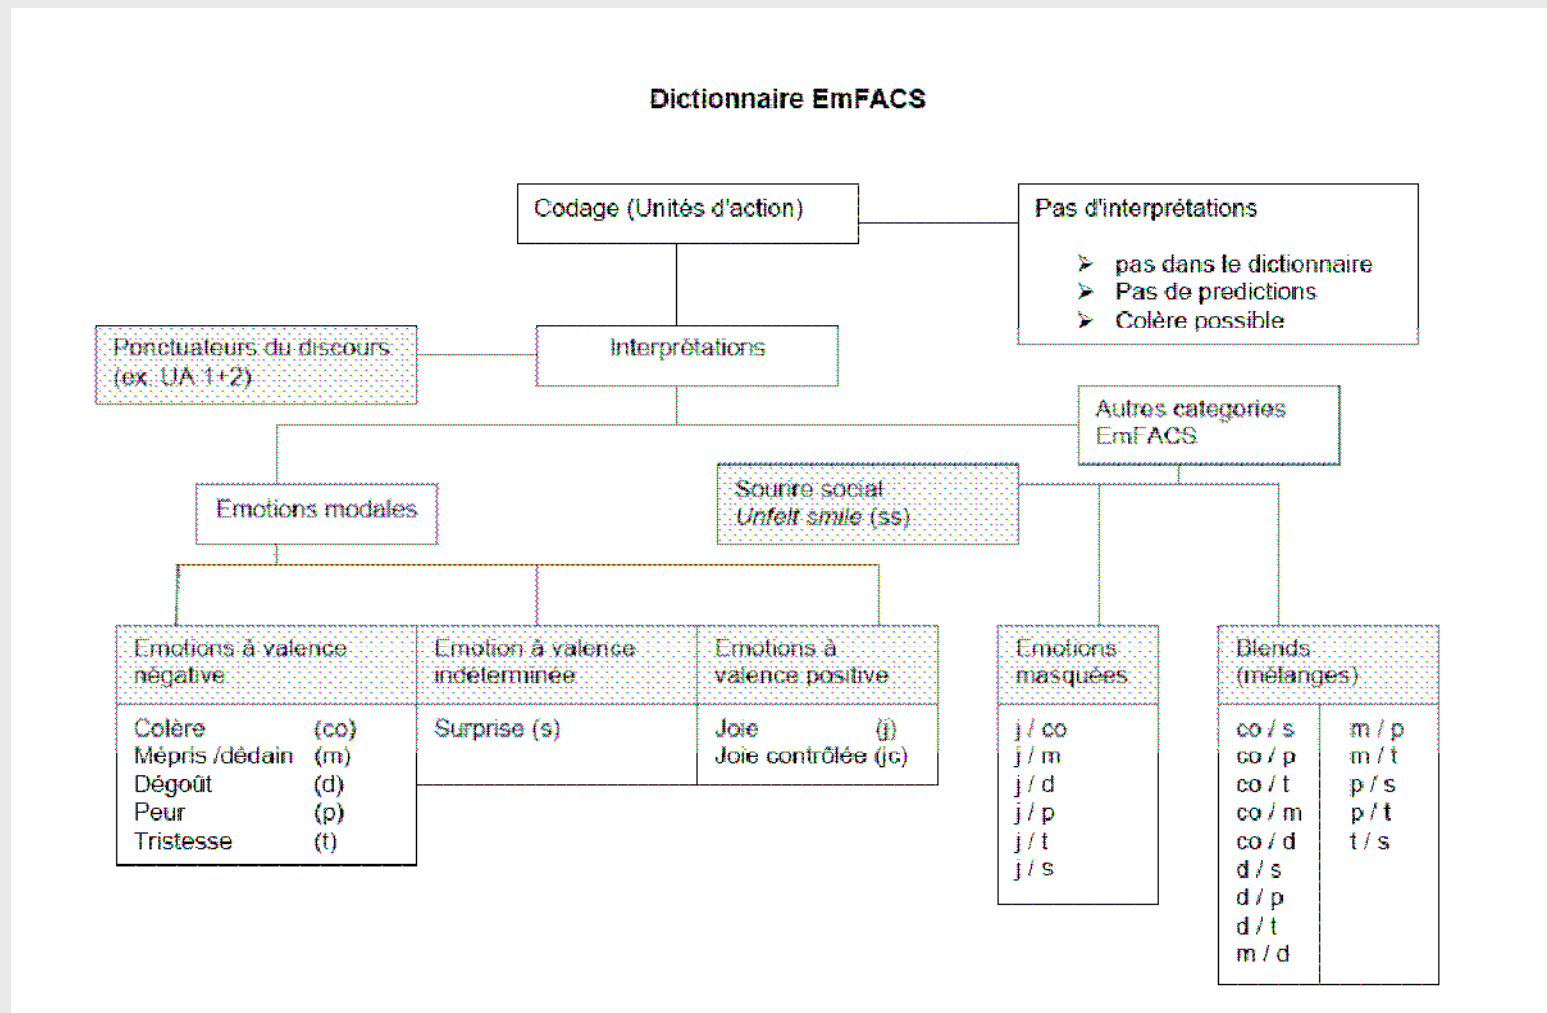 Dictionnaire EmFACS
Codage (Unités d'action)
Pas d'interprétations
➢ pas dans le dictionnaire
➢ Pas de predictions
➢ Colère possible
Ponctuateurs du discours
(ex. UA 1+2)
Interprétations
Autres categories
EmFACS
Sourire social
Unfelt smile (ss)
Emotions modales
Emotions à valence
négative
Emotion à valence
indéterminée
Emotions à
valence positive
Emotions
masquées
Blends
(mélanges)
Colère (co)
Mépris /dédain (m)
Dégoût (d)
Peur (p)
Tristesse (t)
Surprise (s)
Joie (j)
Joie contrôlée (jc)
j / co
j / m
j / d
j / p
j / t
j / s
co / s
co / p
co / t
co / m
co / d
d / s
d / p
d / t
m / d
m / p
m / t
p / s
p / t
t / s